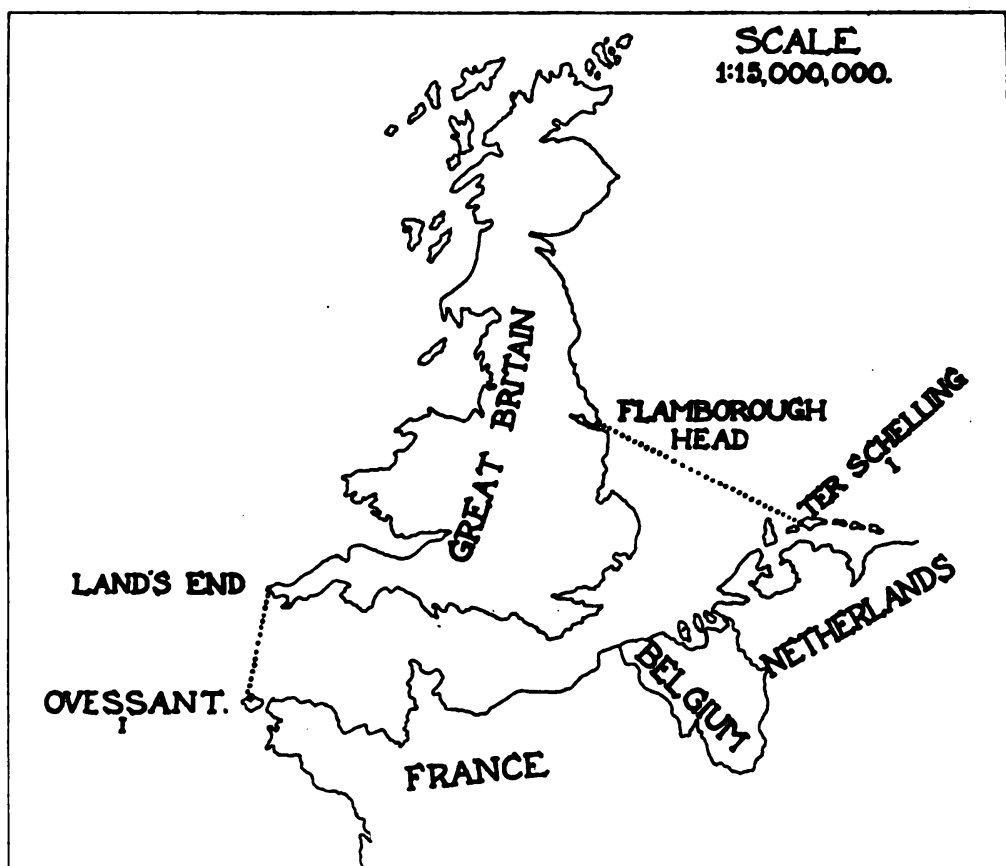 SCALE
1:15,000,000.
GREAT BRITAIN
FLAMBOROUGH
HEAD
TER SCHELLING
I
LAND'S END
NETHERLANDS
BELGIUM
OVESSANT.
I
FRANCE